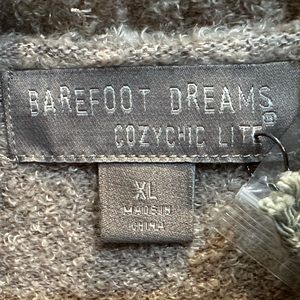 BAREFOOT DREAMS®
COZYCHIC LITE
XL
MADE IN
CHINA